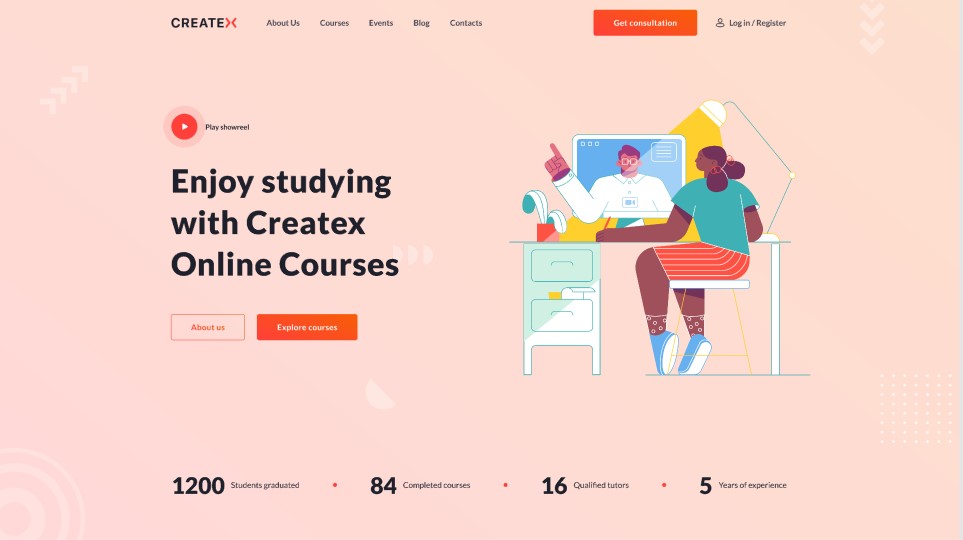 CREATEX
About Us Courses Events Blog Contacts
Get consultation
Log in / Register
Play showreel
Enjoy studying
with Createx
Online Courses
About us
Explore courses
1200 Students graduated
84 Completed courses
16 Qualified tutors
5 Years of experience